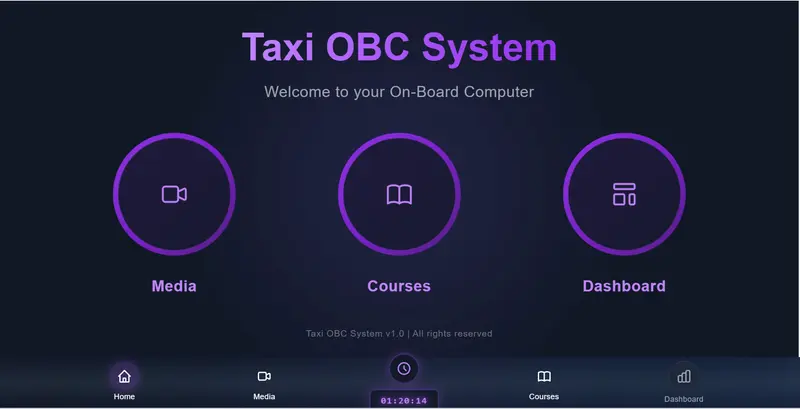 Taxi OBC System
Welcome to your On-Board Computer
Media
Courses
Dashboard
Taxi OBC System v1.0 | All rights reserved
Home
Media
01:20:14
Courses
Dashboard